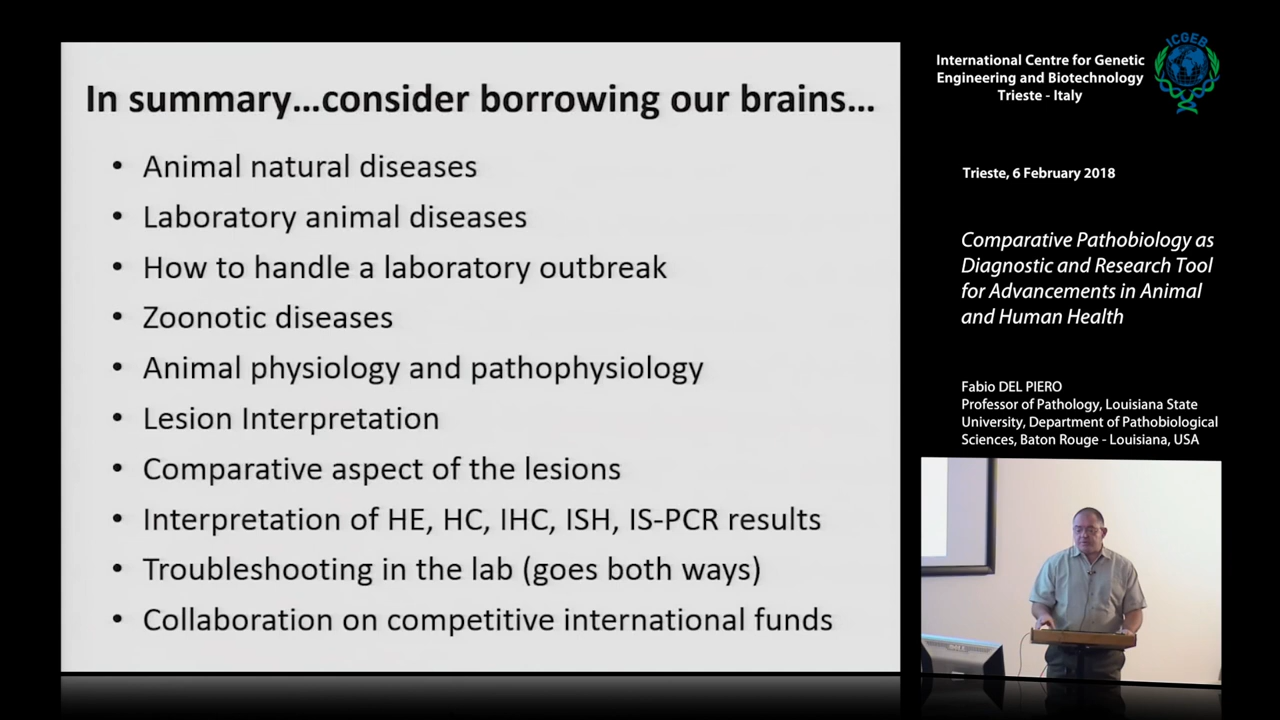 In summary...consider borrowing our brains...
• Animal natural diseases
• Laboratory animal diseases
• How to handle a laboratory outbreak
• Zoonotic diseases
• Animal physiology and pathophysiology
• Lesion Interpretation
• Comparative aspect of the lesions
• Interpretation of HE, HC, IHC, ISH, IS-PCR results
• Troubleshooting in the lab (goes both ways)
• Collaboration on competitive international funds
International Centre for Genetic
Engineering and Biotechnology
Trieste - Italy
ICGEB
Trieste, 6 February 2018
Comparative Pathobiology as
Diagnostic and Research Tool
for Advancements in Animal
and Human Health
Fabio DEL PIERO
Professor of Pathology, Louisiana State
University, Department of Pathobiological
Sciences, Baton Rouge - Louisiana, USA
DELL